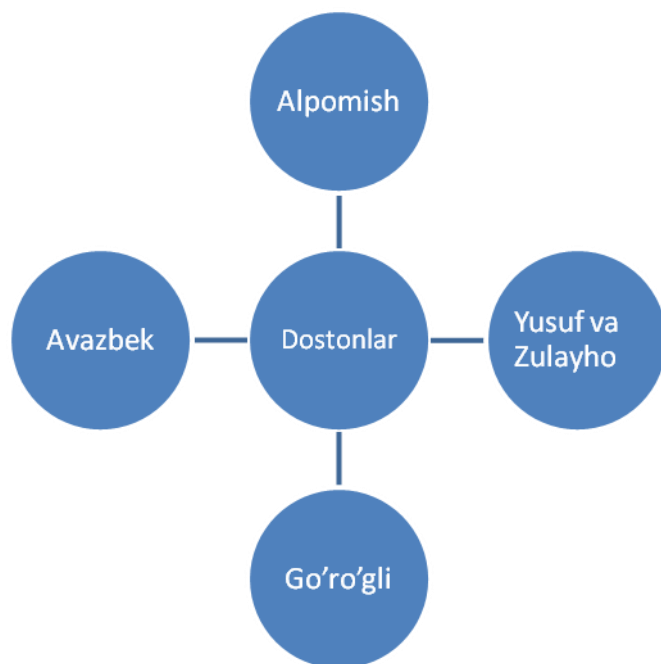 Alpomish
Avazbek
Dostonlar
Yusuf va
Zulayho
Go’ro’gli